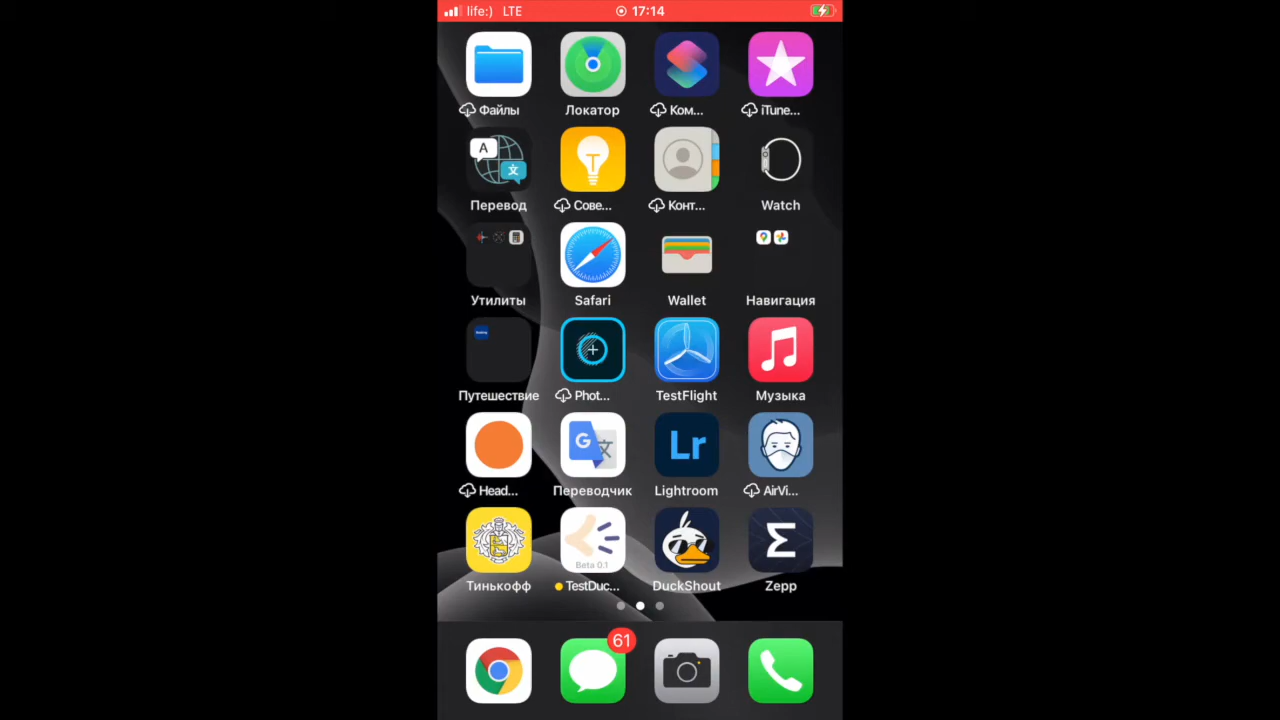 life:) LTE 17:14
Файлы Локатор Ком... iTune...
A 文
Перевод Сове... Конт... Watch
Утилиты Safari Wallet Навигация
Путешествие Phot... TestFlight Музыка
G 文 Lr
Head... Переводчик Lightroom AirVi...
Beta 0.1
Тинькофф TestDuc... DuckShout Zepp
61